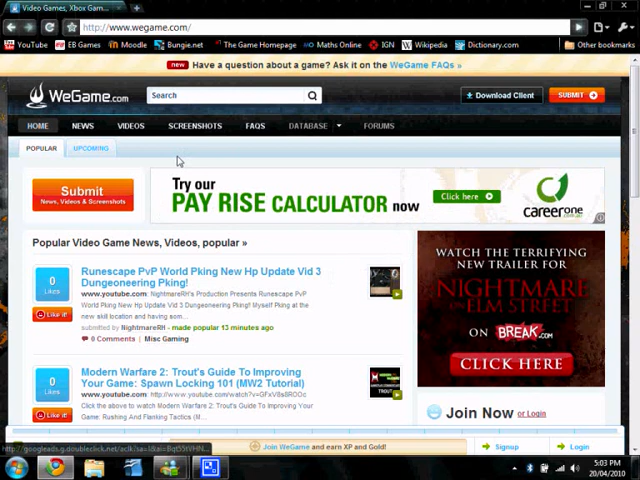 Video Games, Xbox Gam...
http://www.wegame.com/
YouTube EB Games Moodle Bungie.net The Game Homepage Maths Online IGN Wikipedia Dictionary.com Other bookmarks
new Have a question about a game? Ask it on the WeGame FAQs »
WeGame.com Search Download Client SUBMIT
HOME NEWS VIDEOS SCREENSHOTS FAQS DATABASE FORUMS
POPULAR UPCOMING
Submit
News, Videos & Screenshots
Try our
PAY RISE CALCULATOR now
Click here
careerone
.com.au
Popular Video Game News, Videos, popular »
0
Likes
Like it!
Runescape PvP World Pking New Hp Update Vid 3
Dungeoneering Pking!
www.youtube.com: NightmareRH's Production Presents Runescape PvP
World Pking New Hp Update! Myself Pking at the
new skill location and having som...
submitted by NightmareRH - made popular 13 minutes ago
0 Comments Misc Gaming
0
Likes
Like it!
Modern Warfare 2: Trout's Guide To Improving
Your Game: Spawn Locking 101 (MW2 Tutorial)
www.youtube.com:
Click the above to watch Modern Warfare 2: Trout's Guide To Improving Your
Game: Rushing And Flanking Tactics (M...
WATCH THE TERRIFYING
NEW TRAILER FOR
NIGHTMARE
ELM STREET
ON BREAK.COM
CLICK HERE
Join Now or Login
Join WeGame and earn XP and Gold! Signup Login
5:03 PM
20/04/2010